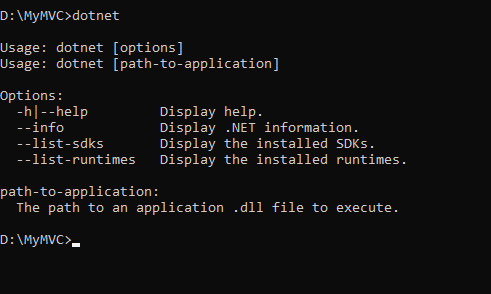 D:\MyMVC>dotnet
Usage: dotnet [options]
Usage: dotnet [path-to-application]
Options:
-h|--help Display help.
--info Display .NET information.
--list-sdks Display the installed SDKs.
--list-runtimes Display the installed runtimes.
path-to-application:
The path to an application .dll file to execute.
D:\MyMVC>